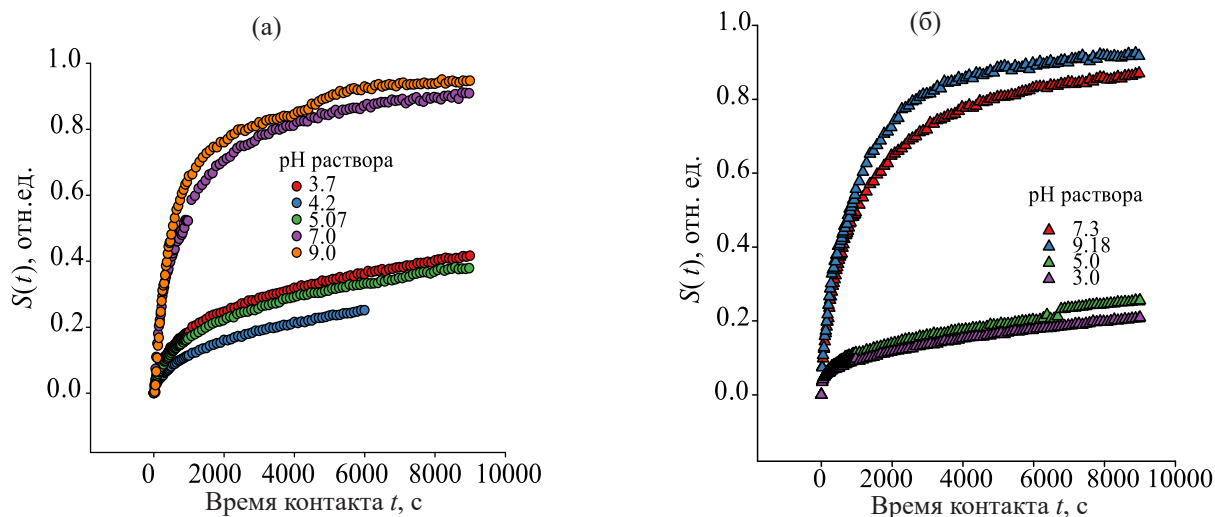 (а)
S(t), отн.ед.
1.0
0.8
0.6
0.4
0.2
0.0
pH раствора
3.7
4.2
5.07
7.0
9.0
0 2000 4000 6000 8000 10000
Время контакта t, с
(б)
S( t), отн. ед.
1.0
0.8
0.6
0.4
0.2
0.0
pH раствора
7.3
9.18
5.0
3.0
0 2000 4000 6000 8000 10000
Время контакта t, с